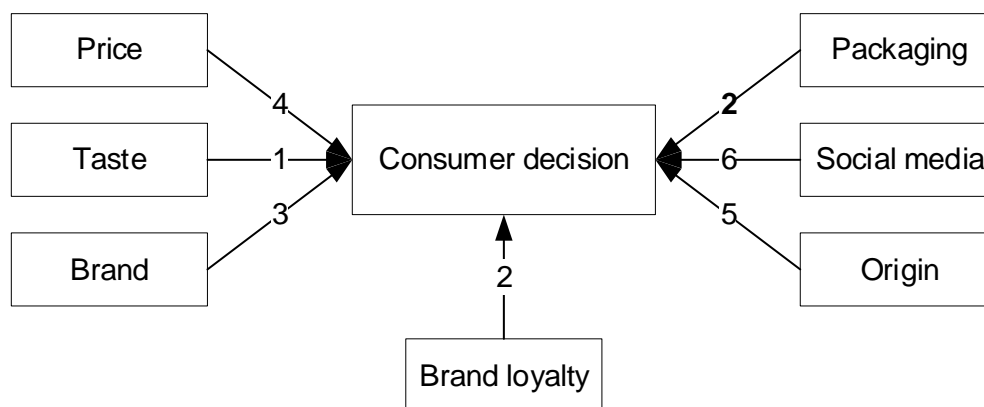 Price
Packaging
4
2
Taste
1
Consumer decision
6
Social media
3
5
Brand
Origin
2
Brand loyalty